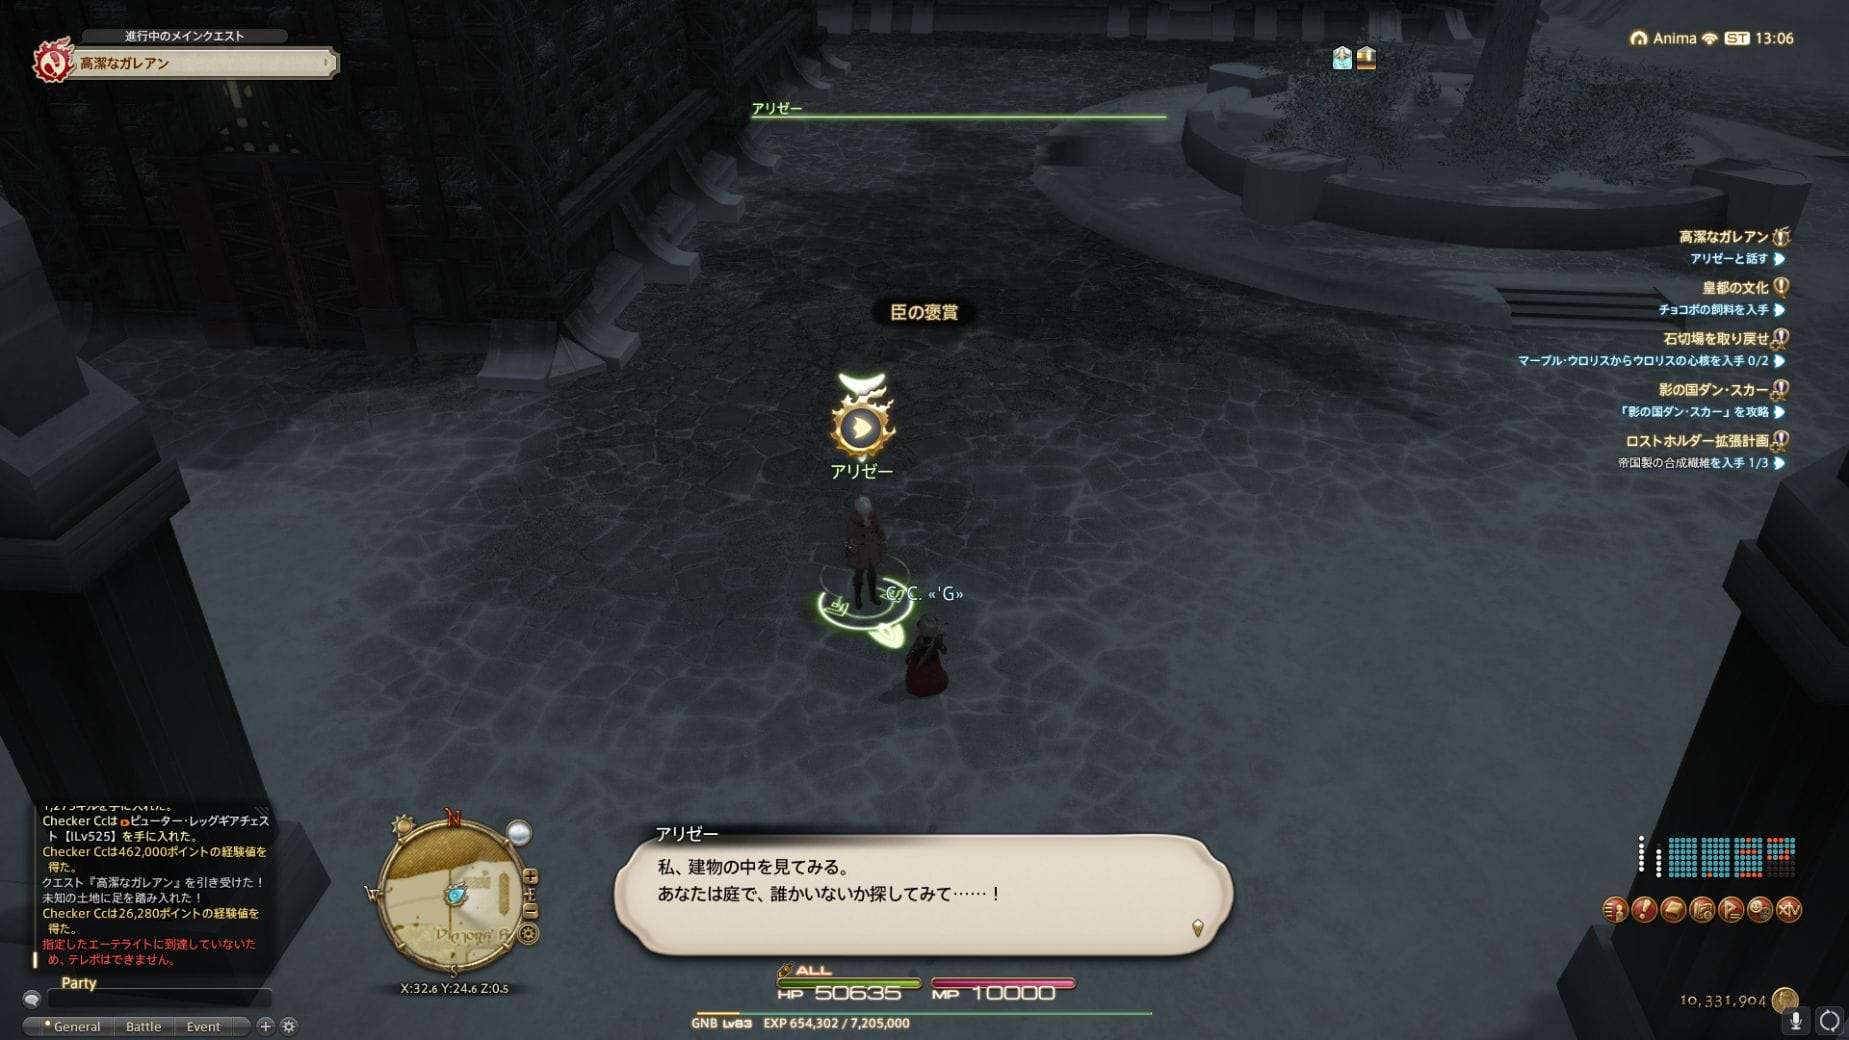 進行中のメインクエスト
高潔なガレアン
Anima ST 13:06
アリゼー
高潔なガレアン
アリゼーと話す
皇都の文化
チョコボの飼料を入手
石切場を取り戻せ
マーブル・ウロリスからウロリスの心核を入手 0/2
影の国ダン・スカー
「影の国ダン・スカー」を攻略
ロストホルダー拡張計画
帝国製の合成繊維を入手 1/3
臣の褒賞
アリゼー
C. C. «'G»
1,273ギルを手に入れた。
Checker Ccは ピューター・レッグギアチェス
ト【ILv525】を手に入れた。
Checker Ccは462,000ポイントの経験値を
得た。
クエスト『高潔なガレアン』を引き受けた！
未知の土地に足を踏み入れた！
Checker Ccは26,280ポイントの経験値を
得た。
指定したエーテライトに到達していないた
め、テレポはできません。
Party
General Battle Event
N
W
E
S
X:32.6 Y:24.6 Z:0.5
アリゼー
私、建物の中を見てみる。
あなたは庭で、誰かいないか探してみて……！
ALL
HP 50635 MP 10000
GNB Lv83 EXP 654,302 / 7,205,000
XIV
10,331,904